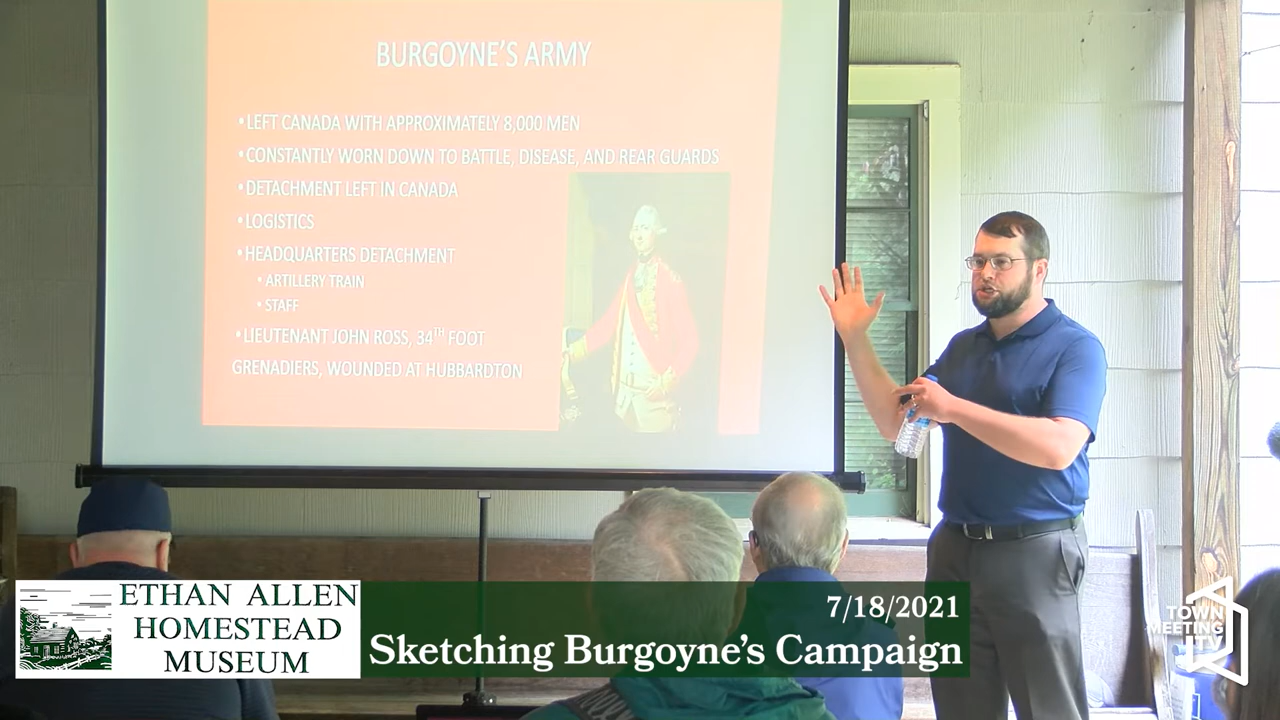 BURGOYNE'S ARMY
• LEFT CANADA WITH APPROXIMATELY 8,000 MEN
• CONSTANTLY WORN DOWN TO BATTLE, DISEASE, AND REAR GUARDS
• DETACHMENT LEFT IN CANADA
• LOGISTICS
• HEADQUARTERS DETACHMENT
• ARTILLERY TRAIN
• STAFF
• LIEUTENANT JOHN ROSS, 34TH FOOT
GRENADIERS, WOUNDED AT HUBBARDTON
ETHAN ALLEN
HOMESTEAD
MUSEUM
7/18/2021
Sketching Burgoyne's Campaign
TOWN
MEETING
TV